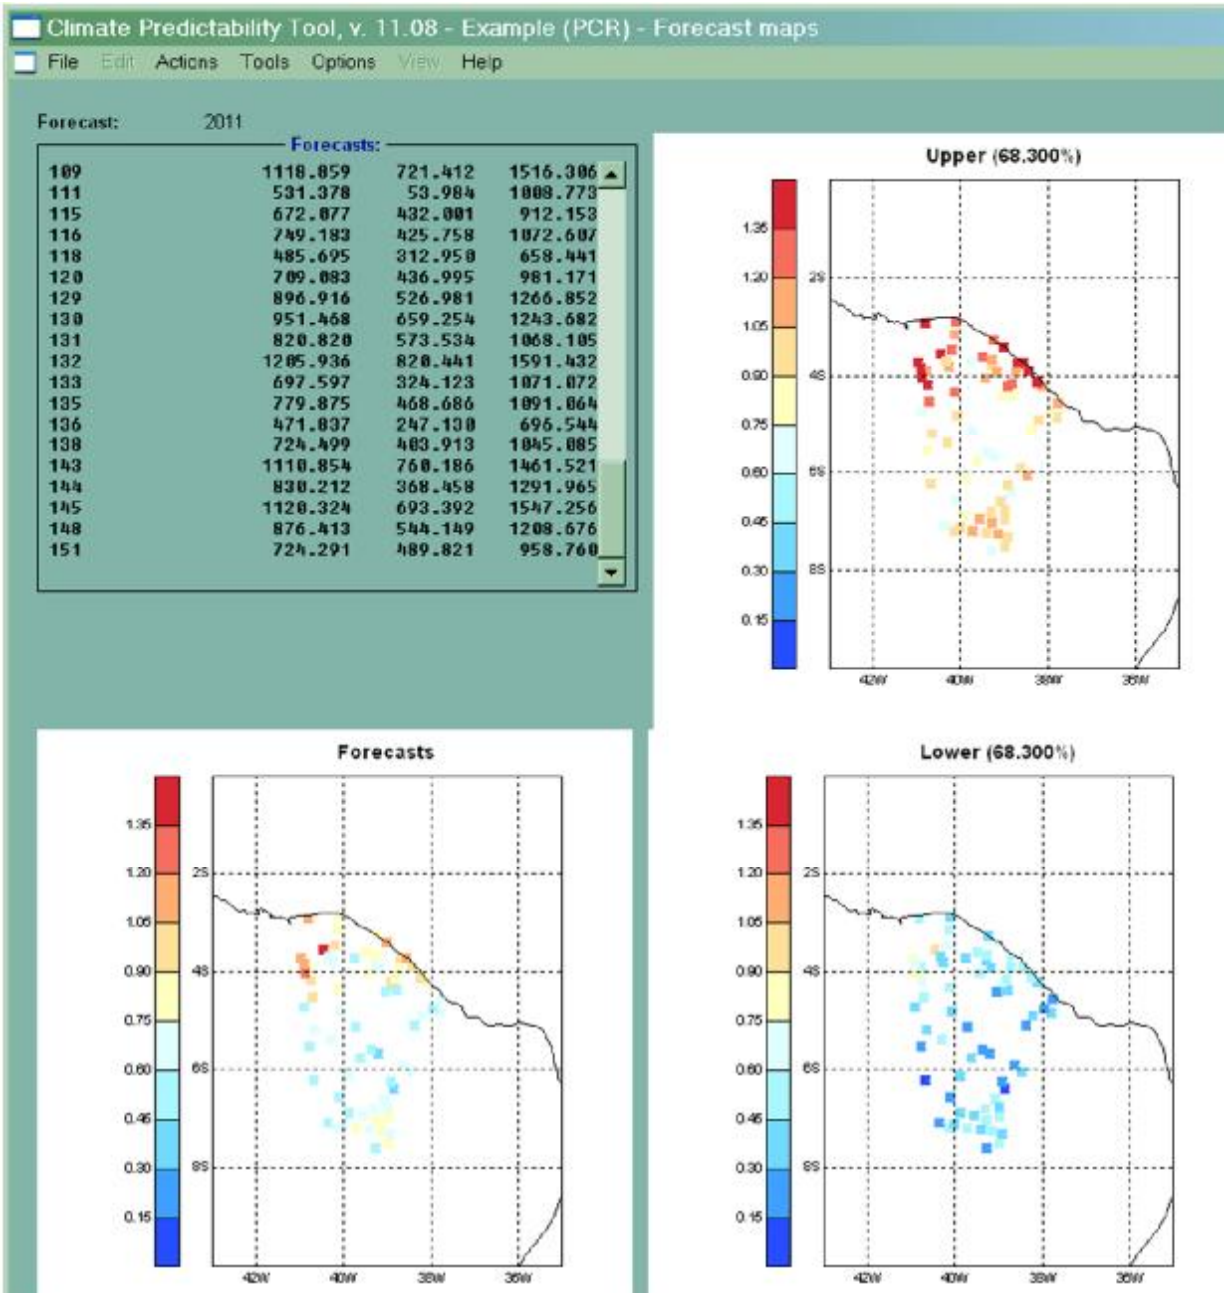 Climate Predictability Tool, v. 11.08 - Example (PCR) - Forecast maps
File Edit Actions Tools Options View Help
Forecast: 2011
Forecasts:
109 1118.859 721.412 1516.306
111 531.378 53.984 1008.773
115 672.077 432.001 912.153
116 749.183 425.758 1072.607
118 485.695 312.950 658.441
120 709.083 436.995 981.171
129 896.916 526.981 1266.852
130 951.468 659.254 1243.682
131 820.820 573.534 1068.105
132 1205.936 820.441 1591.432
133 697.597 324.123 1071.072
135 779.875 468.686 1091.064
136 471.837 247.130 696.544
138 724.499 403.913 1045.085
143 1110.854 760.186 1461.521
144 830.212 368.458 1291.965
145 1120.324 693.392 1547.256
148 876.413 544.149 1208.676
151 724.291 489.821 958.760
Upper (68.300%)
1.35
1.20
1.05
0.90
0.75
0.60
0.45
0.30
0.15
2S
4S
6S
8S
42W 40W 38W 36W
Forecasts
1.35
1.20
1.05
0.90
0.75
0.60
0.45
0.30
0.15
2S
4S
6S
8S
42W 40W 38W 36W
Lower (68.300%)
1.35
1.20
1.05
0.90
0.75
0.60
0.45
0.30
0.15
2S
4S
6S
8S
42W 40W 38W 36W